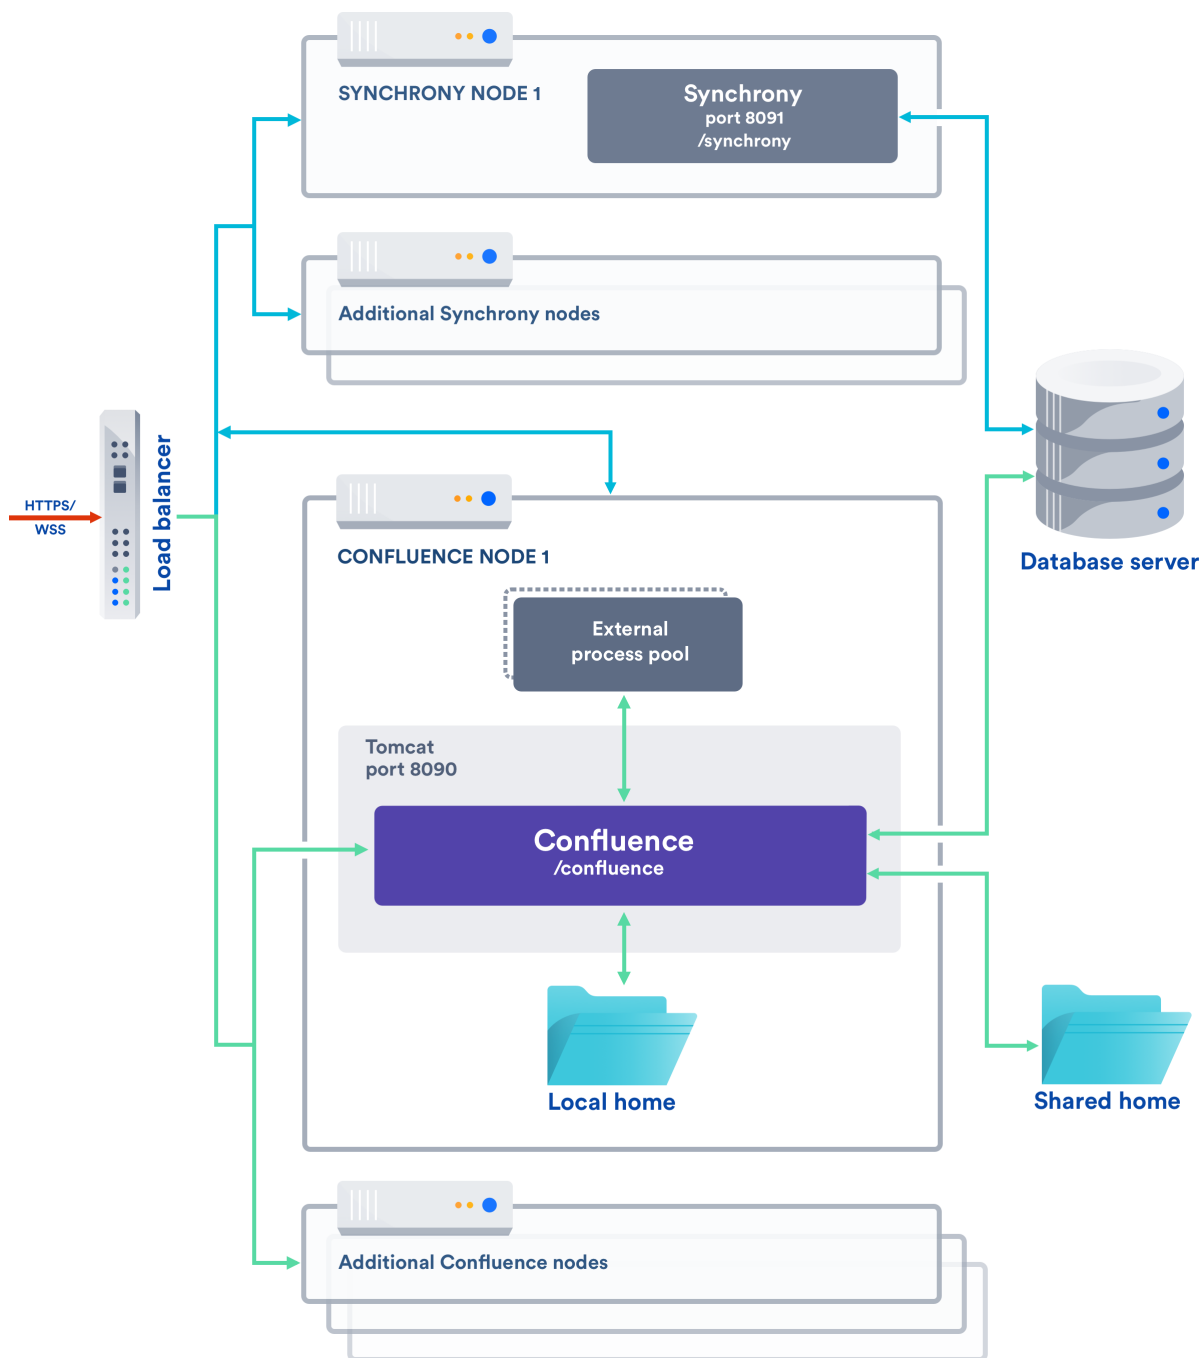 SYNCHRONY NODE 1
Synchrony
port 8091
/synchrony
Additional Synchrony nodes
HTTPS/
WSS
Load balancer
Database server
CONFLUENCE NODE 1
External
process pool
Tomcat
port 8090
Confluence
/confluence
Local home
Shared home
Additional Confluence nodes